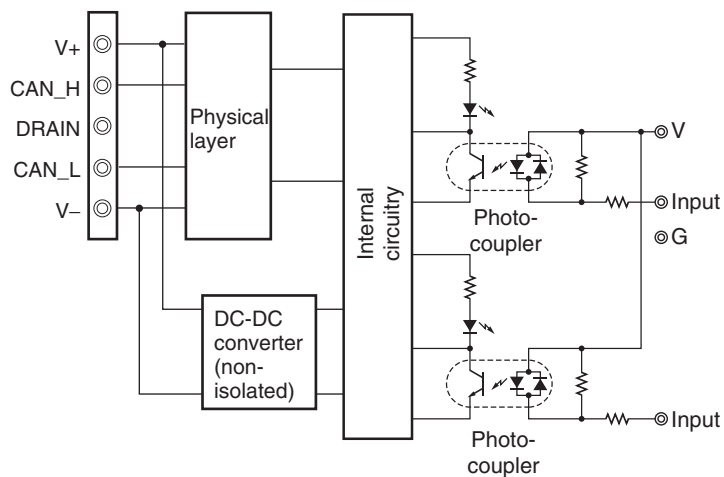 V+
CAN_H
DRAIN
CAN_L
V–
Physical
layer
DC-DC
converter
(non-
isolated)
Internal
circuitry
Photo-
coupler
V
Input
G
Photo-
coupler
Input